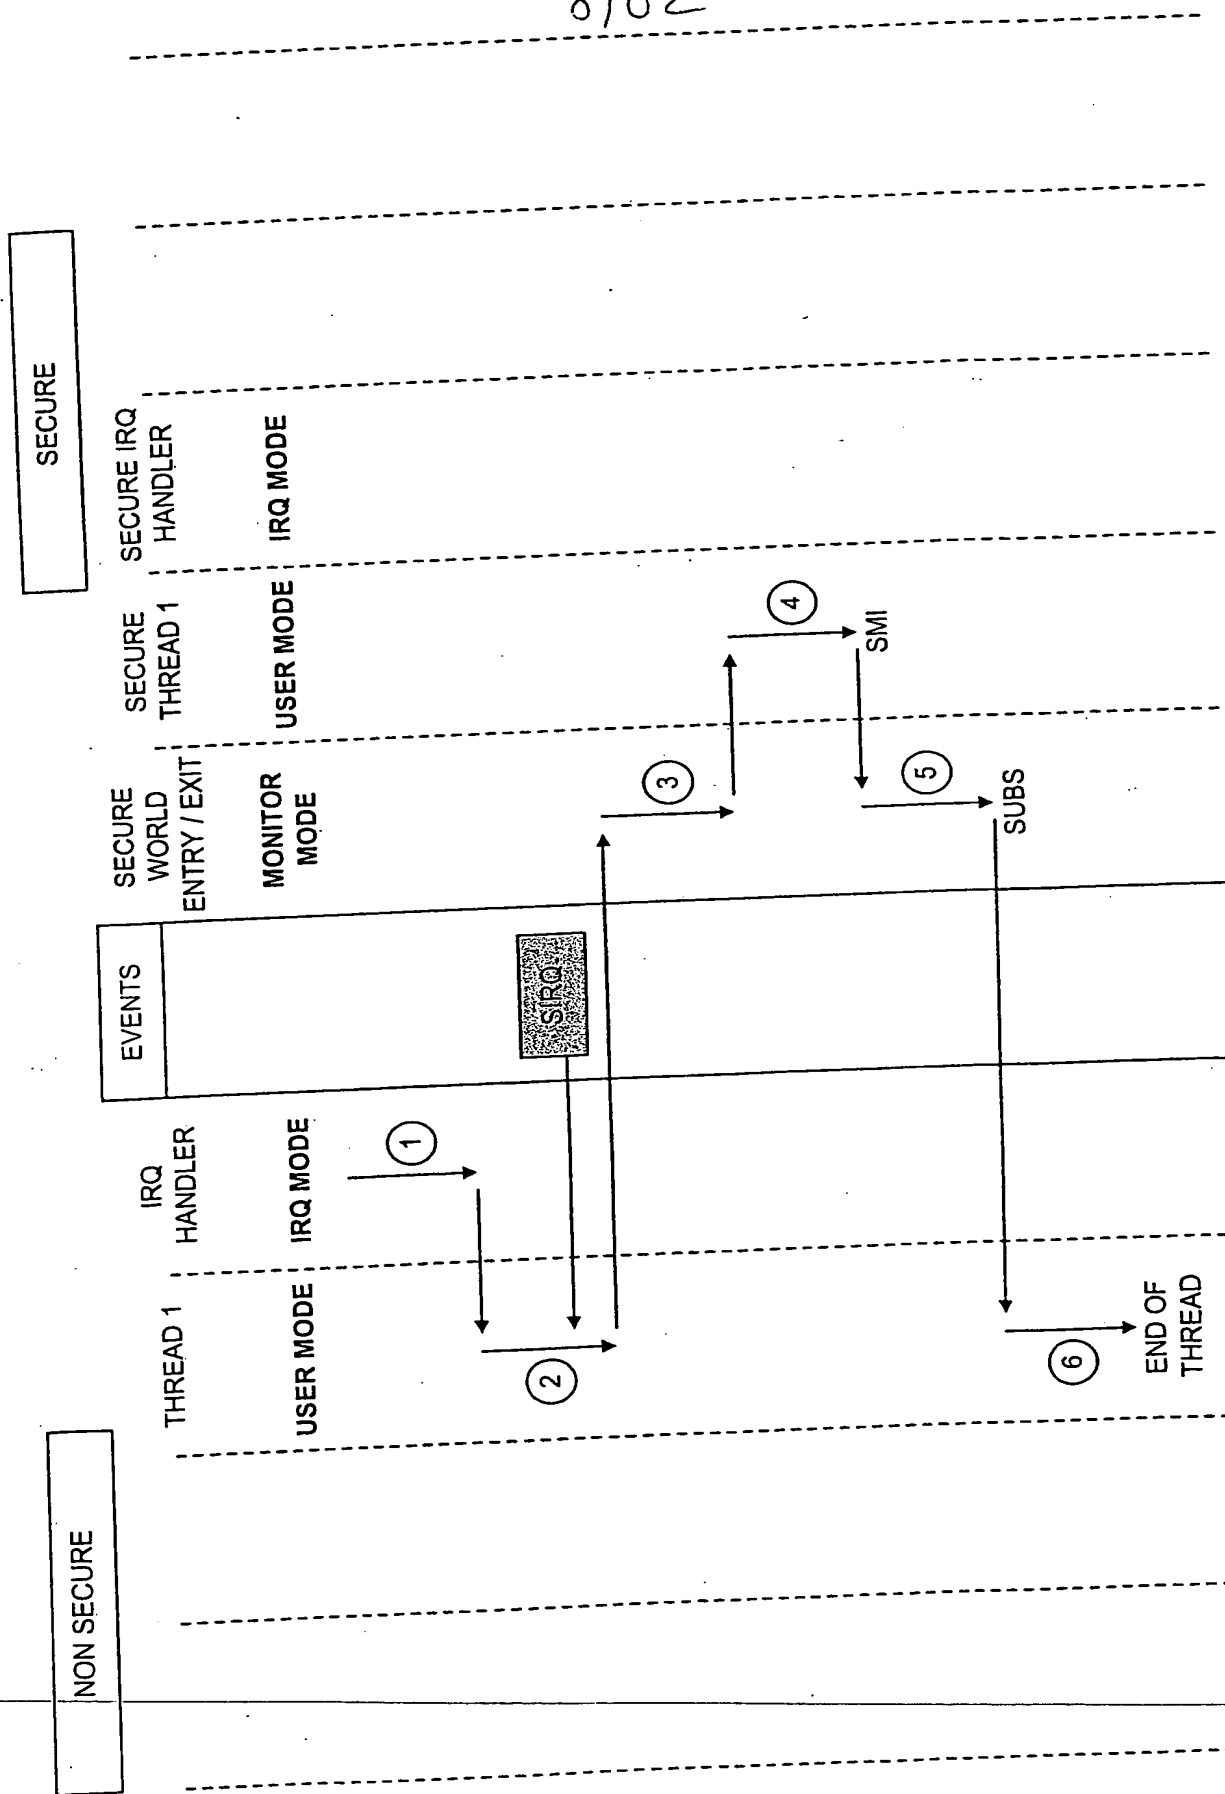 8/02
NON SECURE
SECURE
THREAD 1
IRQ
HANDLER
EVENTS
SECURE
WORLD
ENTRY / EXIT
SECURE
THREAD 1
SECURE IRQ
HANDLER
USER MODE
IRQ MODE
MONITOR
MODE
USER MODE
IRQ MODE
1
2
SIRQ
3
4
SMI
5
SUBS
6
END OF
THREAD